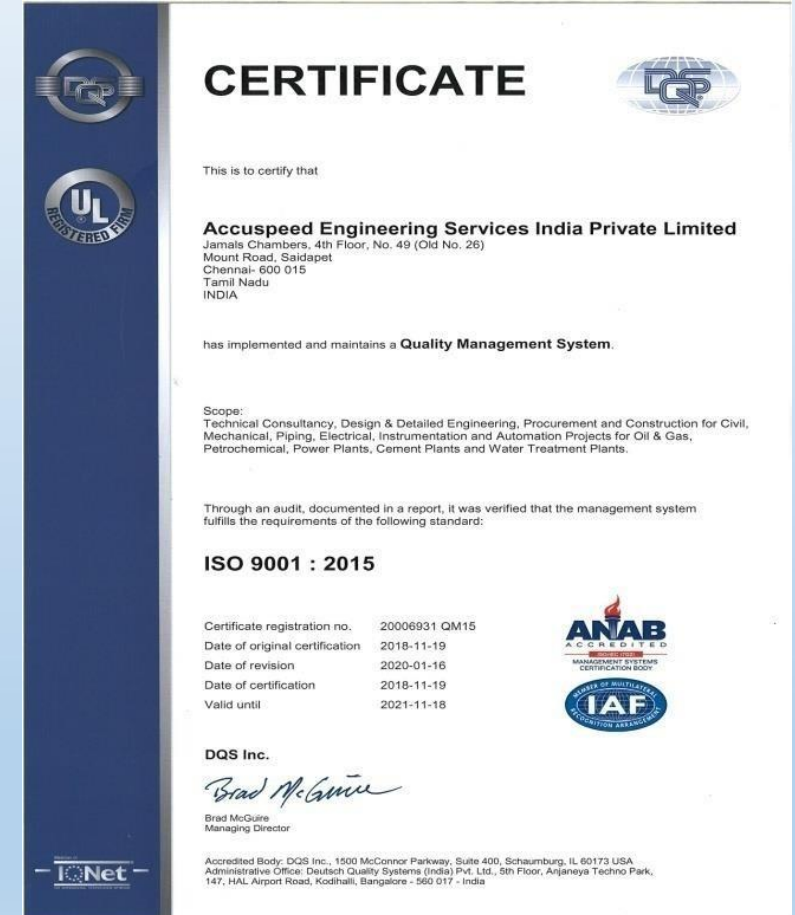 DQS
CERTIFICATE
DQS
UL
®
REGISTERED FIRM
This is to certify that
Accuspeed Engineering Services India Private Limited
Jamals Chambers, 4th Floor, No. 49 (Old No. 26)
Mount Road, Saidapet
Chennai- 600 015
Tamil Nadu
INDIA
has implemented and maintains a Quality Management System.
Scope:
Technical Consultancy, Design & Detailed Engineering, Procurement and Construction for Civil,
Mechanical, Piping, Electrical, Instrumentation and Automation Projects for Oil & Gas,
Petrochemical, Power Plants, Cement Plants and Water Treatment Plants.
Through an audit, documented in a report, it was verified that the management system
fulfills the requirements of the following standard:
ISO 9001 : 2015
Certificate registration no. 20006931 QM15
Date of original certification 2018-11-19
Date of revision 2020-01-16
Date of certification 2018-11-19
Valid until 2021-11-18
ANAB
ACCREDITED
MANAGEMENT SYSTEMS
CERTIFICATION BODY
MEMBER OF MULTILATERAL
IAF
RECOGNITION ARRANGEMENT
DQS Inc.
Brad McGuire
Brad McGuire
Managing Director
IQNet
Accredited Body: DQS Inc., 1500 McConnor Parkway, Suite 400, Schaumburg, IL 60173 USA
Administrative Office: Deutsch Quality Systems (India) Pvt. Ltd., 5th Floor, Anjaneya Techno Park,
147, HAL Airport Road, Kodihalli, Bangalore - 560 017 - India